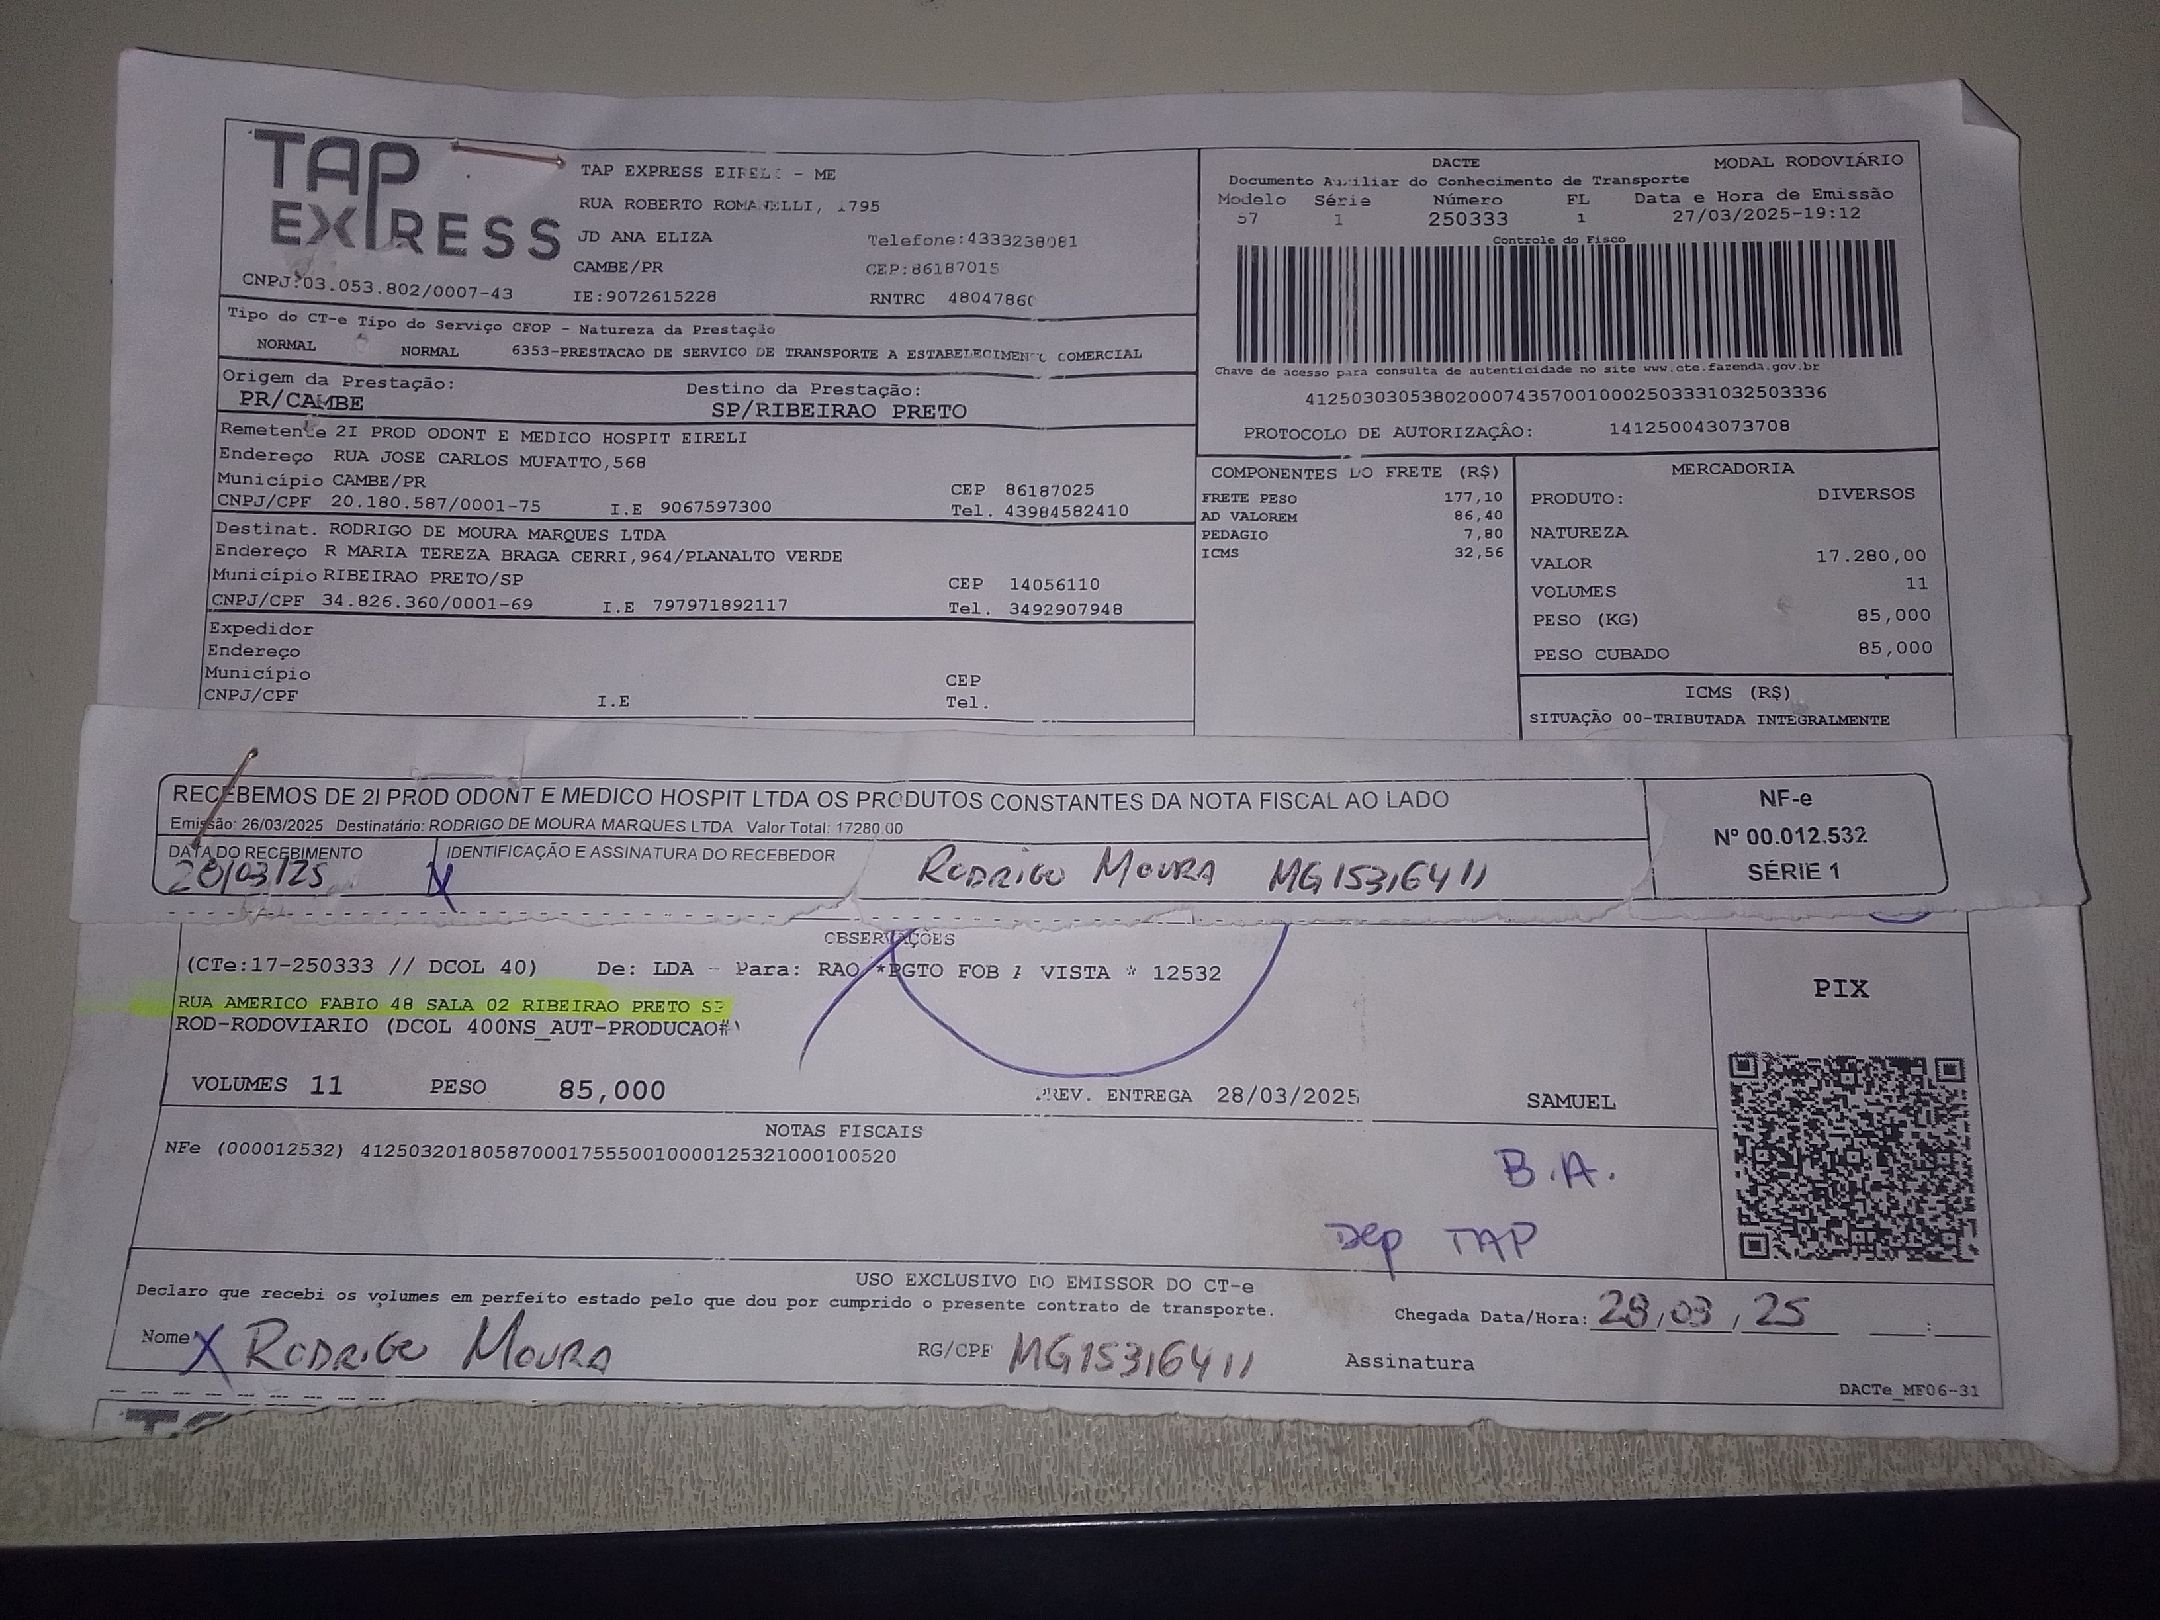 TAP EXPRESS
TAP EXPRESS EIRELI - ME
RUA ROBERTO ROMANELLI, 1795
JD ANA ELIZA Telefone:4333238081
CAMBE/PR CEP:86187015
CNPJ:03.053.802/0007-43 IE:9072615228 RNTRC 4804786
DACTE MODAL RODOVIÁRIO
Documento Auxiliar do Conhecimento de Transporte
Modelo Série Número FL Data e Hora de Emissão
57 1 250333 1 27/03/2025-19:12
Controle do Fisco
Chave de acesso para consulta de autenticidade no site www.cte.fazenda.gov.br
41250303053802000743570010002503331032503336
PROTOCOLO DE AUTORIZAÇÃO: 141250043073708
Tipo do CT-e Tipo do Serviço CFOP - Natureza da Prestação
NORMAL NORMAL 6353-PRESTACAO DE SERVICO DE TRANSPORTE A ESTABELECIMENTO COMERCIAL
Origem da Prestação: Destino da Prestação:
PR/CAMBE SP/RIBEIRAO PRETO
Remetente 2I PROD ODONT E MEDICO HOSPIT EIRELI
Endereço RUA JOSE CARLOS MUFATTO,568
Município CAMBE/PR CEP 86187025
CNPJ/CPF 20.180.587/0001-75 I.E 9067597300 Tel. 43984582410
Destinat. RODRIGO DE MOURA MARQUES LTDA
Endereço R MARIA TEREZA BRAGA CERRI,964/PLANALTO VERDE
Município RIBEIRAO PRETO/SP CEP 14056110
CNPJ/CPF 34.826.360/0001-69 I.E 797971892117 Tel. 3492907948
Expedidor
Endereço
Município CEP
CNPJ/CPF I.E Tel.
COMPONENTES DO FRETE (R$)
FRETE PESO 177,10
AD VALOREM 86,40
PEDAGIO 7,80
ICMS 32,56
MERCADORIA
PRODUTO: DIVERSOS
NATUREZA
VALOR 17.280,00
VOLUMES 11
PESO (KG) 85,000
PESO CUBADO 85,000
ICMS (R$)
SITUAÇÃO 00-TRIBUTADA INTEGRALMENTE
RECEBEMOS DE 2I PROD ODONT E MEDICO HOSPIT LTDA OS PRODUTOS CONSTANTES DA NOTA FISCAL AO LADO
Emissão: 26/03/2025 Destinatário: RODRIGO DE MOURA MARQUES LTDA Valor Total: 17280.00
DATA DO RECEBIMENTO IDENTIFICAÇÃO E ASSINATURA DO RECEBEDOR
28/03/25 X RODRIGO MOURA MG15316411
NF-e
Nº 00.012.532
SÉRIE 1
OBSERVAÇÕES
(CTe:17-250333 // DCOL 40) De: LDA - Para: RAO *PGTO FOB A VISTA * 12532
RUA AMERICO FABIO 48 SALA 02 RIBEIRAO PRETO SP
ROD-RODOVIARIO (DCOL 400NS_AUT-PRODUCAO#)
VOLUMES 11 PESO 85,000 PREV. ENTREGA 28/03/2025 SAMUEL
PIX
NOTAS FISCAIS
NFe (000012532) 41250320180587000175550010000125321000100520
B.A.
Dep TAP
USO EXCLUSIVO DO EMISSOR DO CT-e
Declaro que recebi os volumes em perfeito estado pelo que dou por cumprido o presente contrato de transporte.
Chegada Data/Hora: 28/03/25 :
Nome X RODRIGO MOURA RG/CPF MG15316411 Assinatura
DACTe_MF06-31